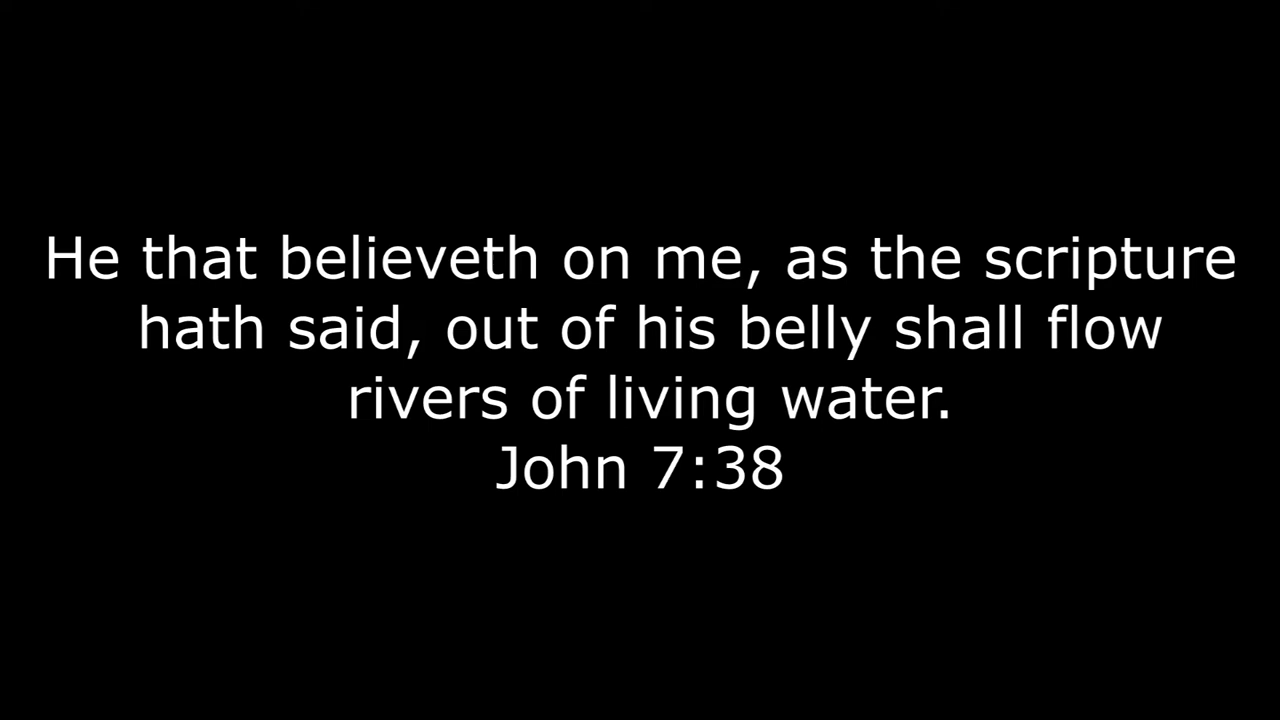 He that believeth on me, as the scripture
hath said, out of his belly shall flow
rivers of living water.
John 7:38